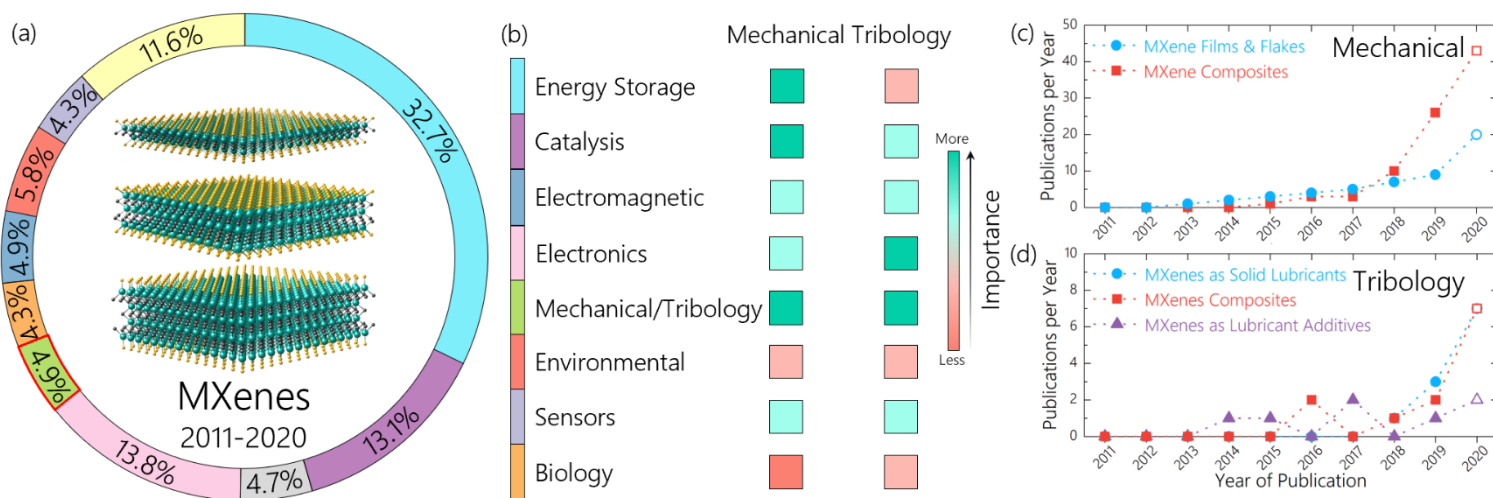 (a)
11.6%
32.7%
4.3%
5.8%
4.9%
4.3%
4.6%
13.8%
4.7%
13.1%
MXenes
2011-2020
(b)
Mechanical Tribology
Energy Storage
Catalysis
Electromagnetic
Electronics
Mechanical/Tribology
Environmental
Sensors
Biology
More
Importance
Less
(c)
Mechanical
MXene Films & Flakes
MXene Composites
Publications per Year
50
40
30
20
10
0
2011 2012 2013 2014 2015 2016 2017 2018 2019 2020
(d)
Tribology
MXenes as Solid Lubricants
MXenes Composites
MXenes as Lubricant Additives
Publications per Year
10
8
6
4
2
0
2011 2012 2013 2014 2015 2016 2017 2018 2019 2020
Year of Publication